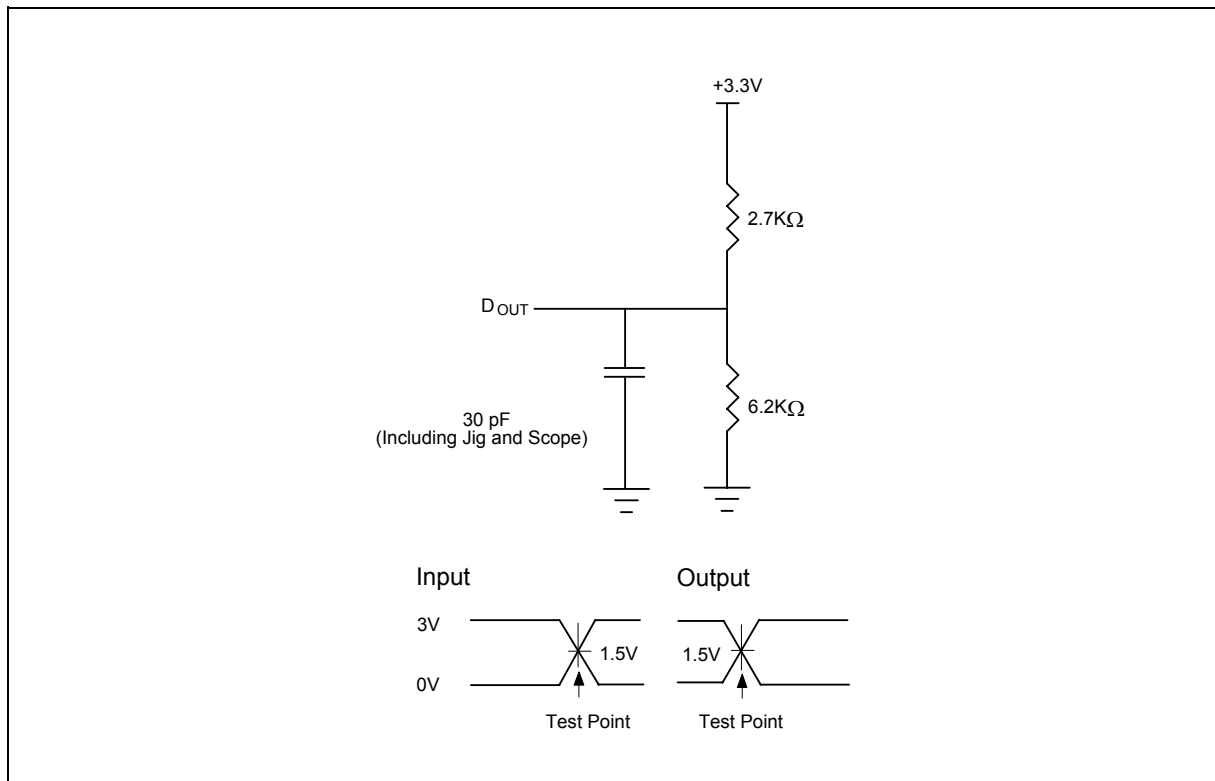 +3.3V
2.7KΩ
DOUT
6.2KΩ
30 pF
(Including Jig and Scope)
Input
Output
3V
1.5V
1.5V
0V
Test Point
Test Point